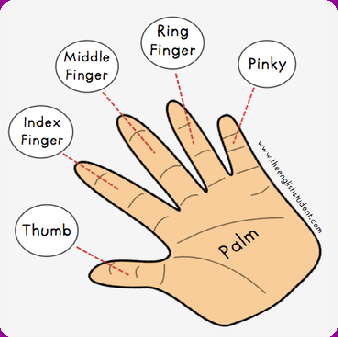 Ring
Finger
Middle
Finger
Pinky
Index
Finger
Thumb
Palm
www.theenglishstudent.com